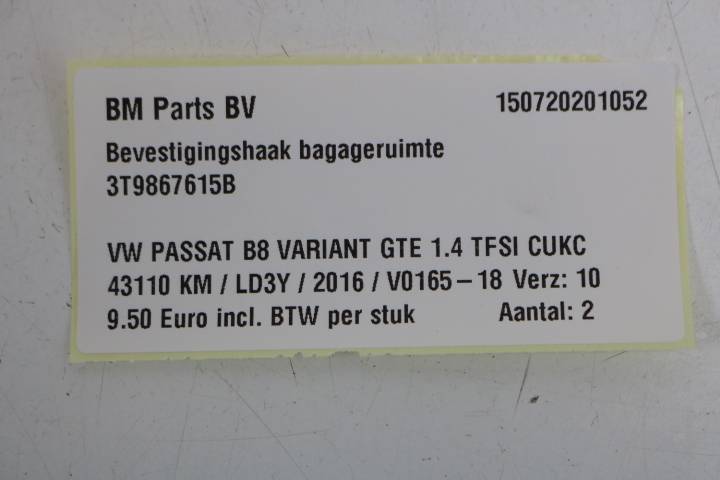 BM Parts BV 150720201052
Bevestigingshaak bagageruimte
3T9867615B
VW PASSAT B8 VARIANT GTE 1.4 TFSI CUKC
43110 KM / LD3Y / 2016 / V0165-18 Verz: 10
9.50 Euro incl. BTW per stuk Aantal: 2